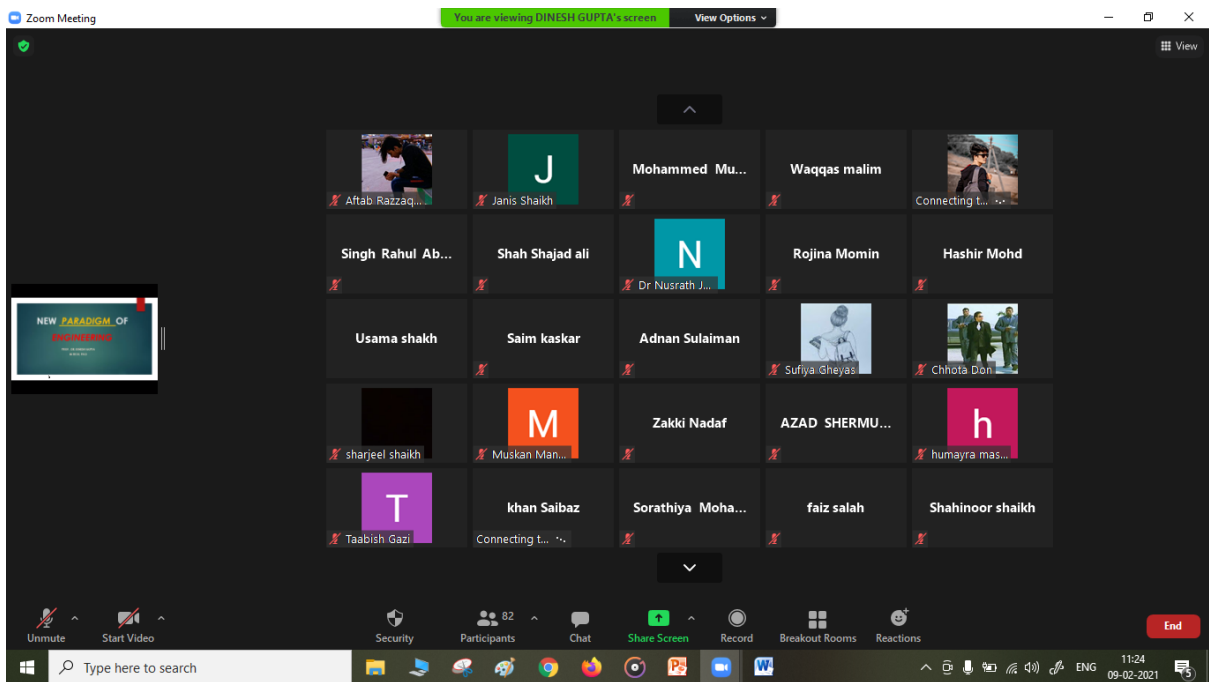 Zoom Meeting
You are viewing DINESH GUPTA's screen
View Options
View
Aftab Razzaq...
J
Janis Shaikh
Mohammed Mu...
Waqqas malim
Connecting t...
Singh Rahul Ab...
Shah Shajad ali
N
Dr Nusrath J...
Rojina Momin
Hashir Mohd
NEW PARADIGM OF
ENGINEERING
Usama shakh
Saim kaskar
Adnan Sulaiman
Sufiya Gheyas
Chhota Don
sharjeel shaikh
M
Muskan Man...
Zakki Nadaf
AZAD SHERMU...
h
humayra mas...
T
Taabish Gazi
khan Saibaz
Connecting t...
Sorathiya Moha...
faiz salah
Shahinoor shaikh
Unmute
Start Video
Security
82
Participants
Chat
Share Screen
Record
Breakout Rooms
Reactions
End
Type here to search
ENG
11:24
09-02-2021
5